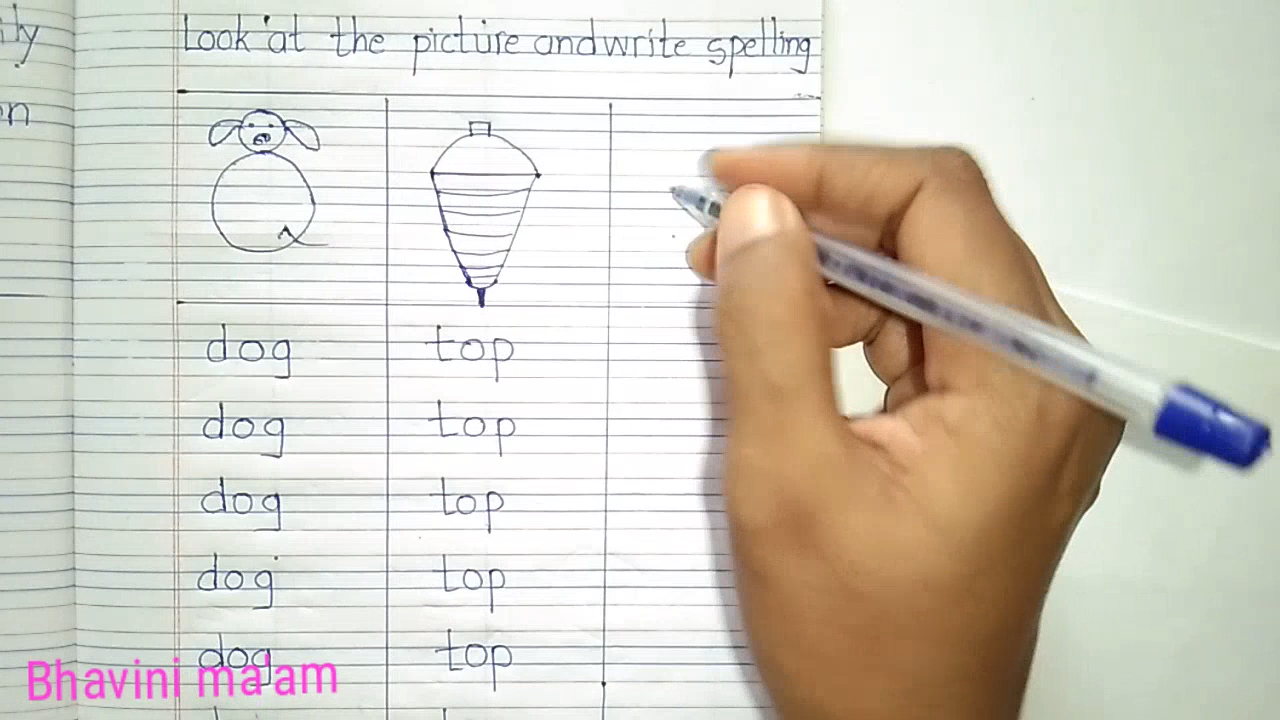 ily
Look at the picture and write spelling
n
dog top
dog top
dog top
dog top
dog top
Bhavini ma'am